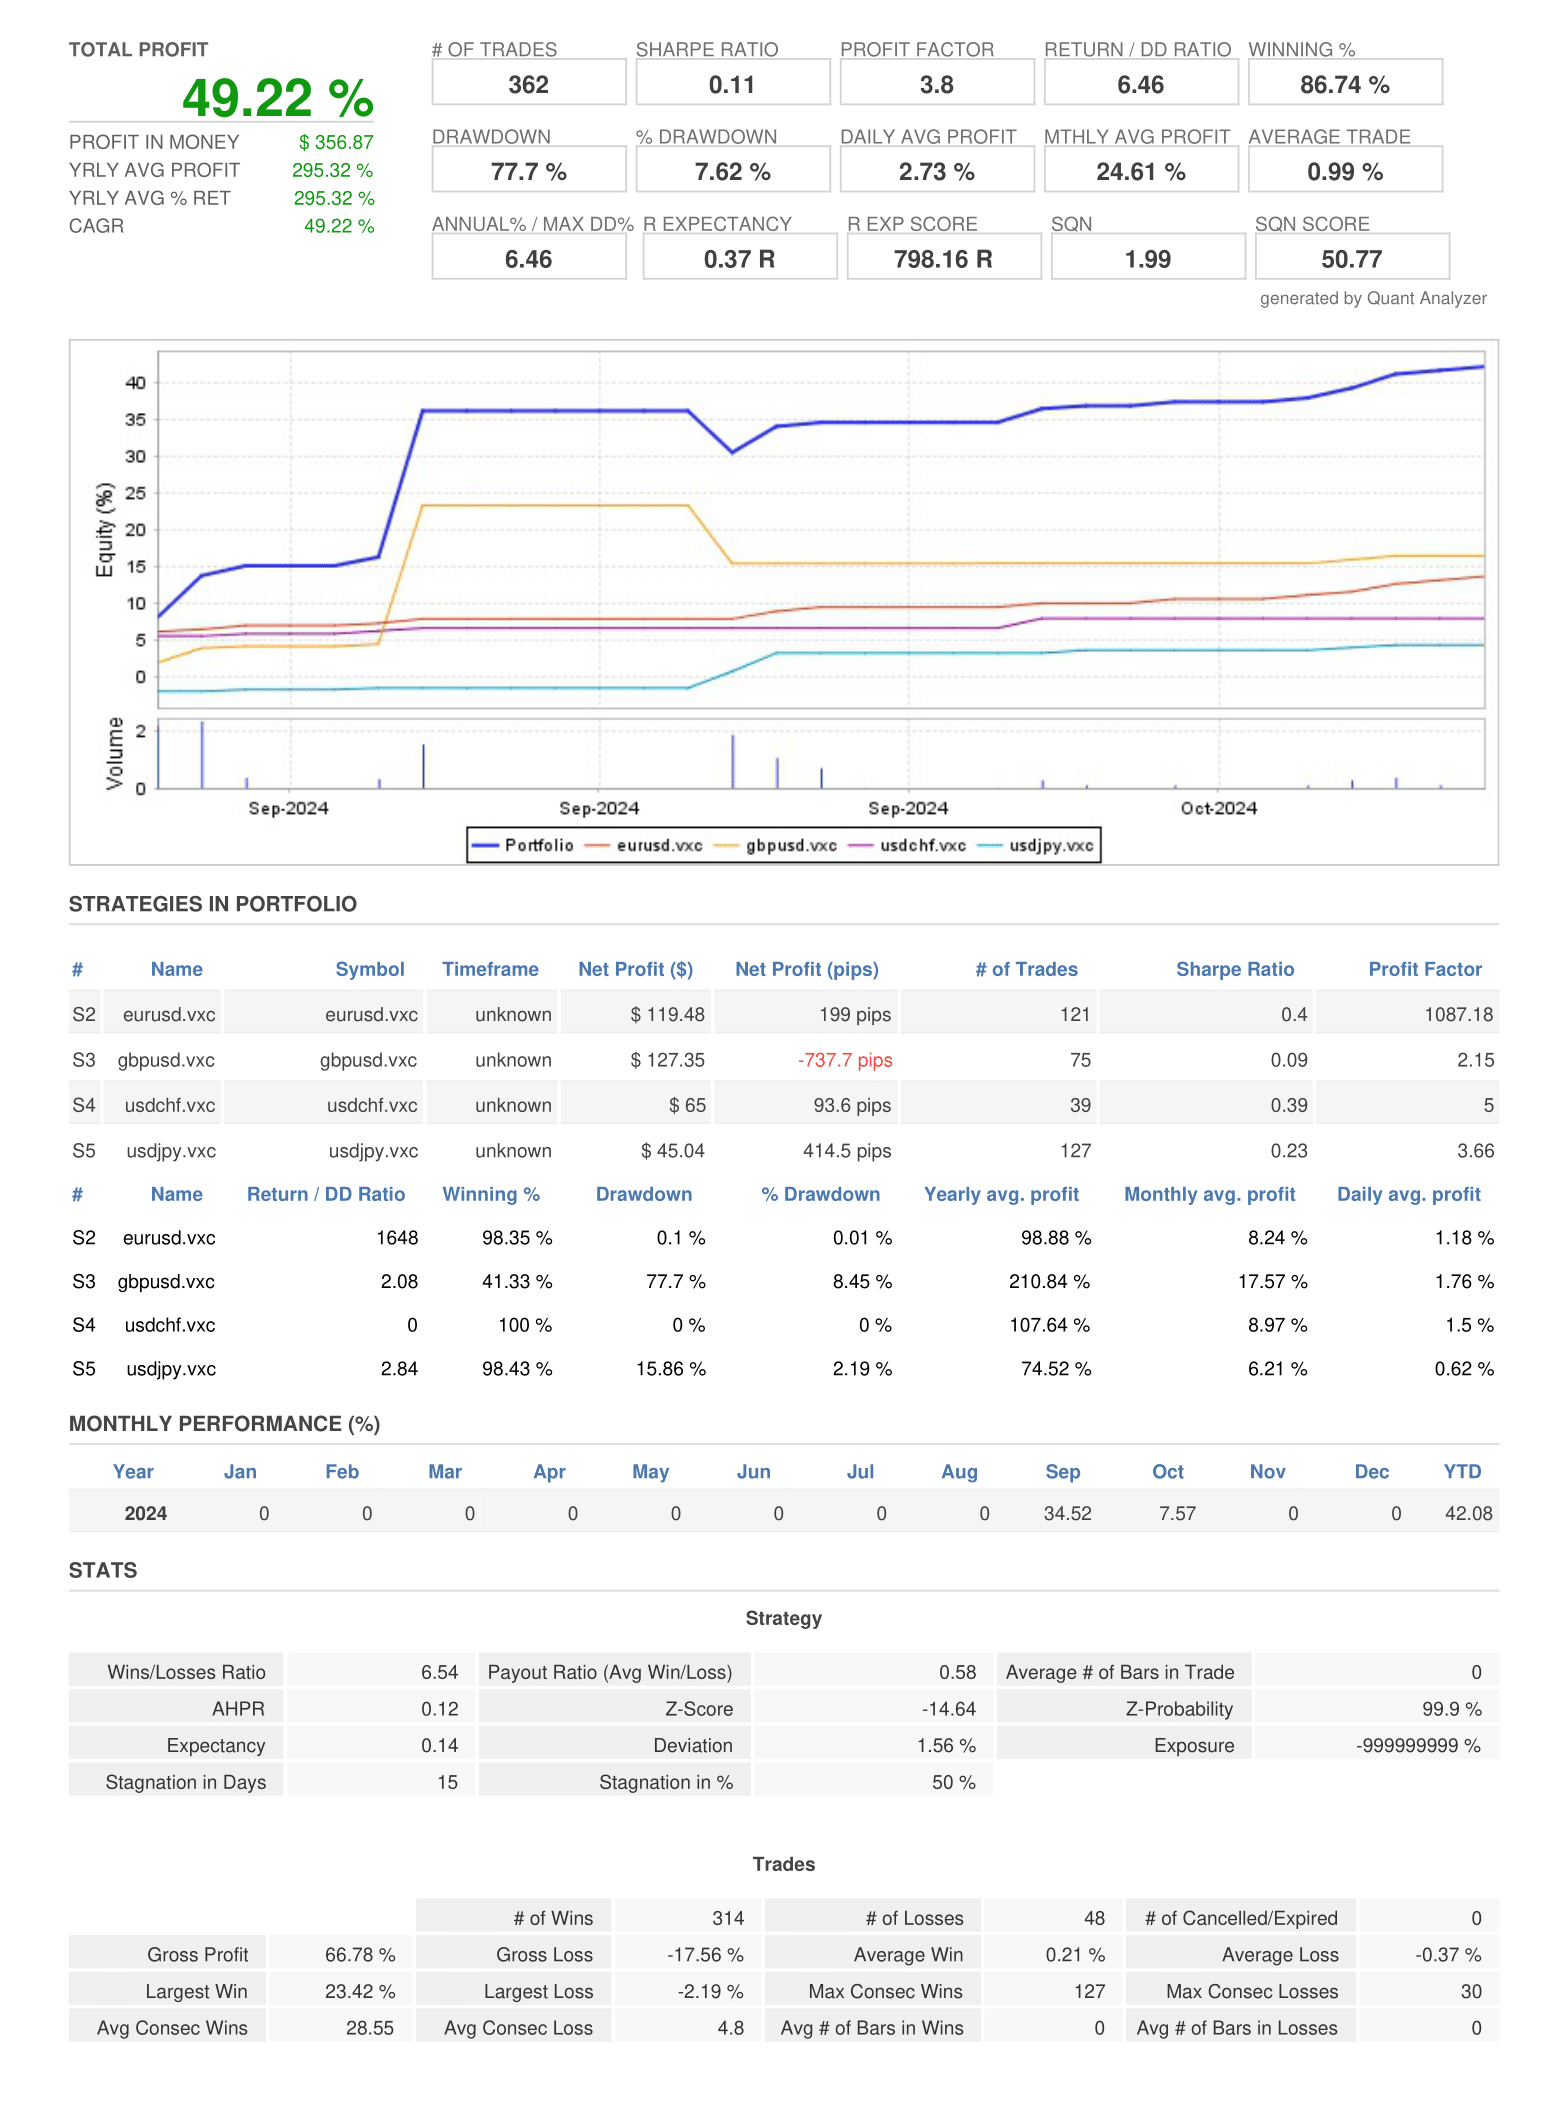 TOTAL PROFIT
49.22 %
PROFIT IN MONEY $ 356.87
YRLY AVG PROFIT 295.32 %
YRLY AVG % RET 295.32 %
CAGR 49.22 %
# OF TRADES SHARPE RATIO PROFIT FACTOR RETURN / DD RATIO WINNING %
362 0.11 3.8 6.46 86.74 %
DRAWDOWN % DRAWDOWN DAILY AVG PROFIT MTHLY AVG PROFIT AVERAGE TRADE
77.7 % 7.62 % 2.73 % 24.61 % 0.99 %
ANNUAL% / MAX DD% R EXPECTANCY R EXP SCORE SQN SQN SCORE
6.46 0.37 R 798.16 R 1.99 50.77
generated by Quant Analyzer
Equity (%)
40
35
30
25
20
15
10
5
0
Volume
2
0
Sep-2024 Sep-2024 Sep-2024 Oct-2024
Portfolio eurusd.vxc gbpusd.vxc usdchf.vxc usdjpy.vxc
STRATEGIES IN PORTFOLIO
# Name Symbol Timeframe Net Profit ($) Net Profit (pips) # of Trades Sharpe Ratio Profit Factor
S2 eurusd.vxc eurusd.vxc unknown $ 119.48 199 pips 121 0.4 1087.18
S3 gbpusd.vxc gbpusd.vxc unknown $ 127.35 -737.7 pips 75 0.09 2.15
S4 usdchf.vxc usdchf.vxc unknown $ 65 93.6 pips 39 0.39 5
S5 usdjpy.vxc usdjpy.vxc unknown $ 45.04 414.5 pips 127 0.23 3.66
# Name Return / DD Ratio Winning % Drawdown % Drawdown Yearly avg. profit Monthly avg. profit Daily avg. profit
S2 eurusd.vxc 1648 98.35 % 0.1 % 0.01 % 98.88 % 8.24 % 1.18 %
S3 gbpusd.vxc 2.08 41.33 % 77.7 % 8.45 % 210.84 % 17.57 % 1.76 %
S4 usdchf.vxc 0 100 % 0 % 0 % 107.64 % 8.97 % 1.5 %
S5 usdjpy.vxc 2.84 98.43 % 15.86 % 2.19 % 74.52 % 6.21 % 0.62 %
MONTHLY PERFORMANCE (%)
Year Jan Feb Mar Apr May Jun Jul Aug Sep Oct Nov Dec YTD
2024 0 0 0 0 0 0 0 0 34.52 7.57 0 0 42.08
STATS
Strategy
Wins/Losses Ratio 6.54 Payout Ratio (Avg Win/Loss) 0.58 Average # of Bars in Trade 0
AHPR 0.12 Z-Score -14.64 Z-Probability 99.9 %
Expectancy 0.14 Deviation 1.56 % Exposure -999999999 %
Stagnation in Days 15 Stagnation in % 50 %
Trades
# of Wins 314 # of Losses 48 # of Cancelled/Expired 0
Gross Profit 66.78 % Gross Loss -17.56 % Average Win 0.21 % Average Loss -0.37 %
Largest Win 23.42 % Largest Loss -2.19 % Max Consec Wins 127 Max Consec Losses 30
Avg Consec Wins 28.55 Avg Consec Loss 4.8 Avg # of Bars in Wins 0 Avg # of Bars in Losses 0